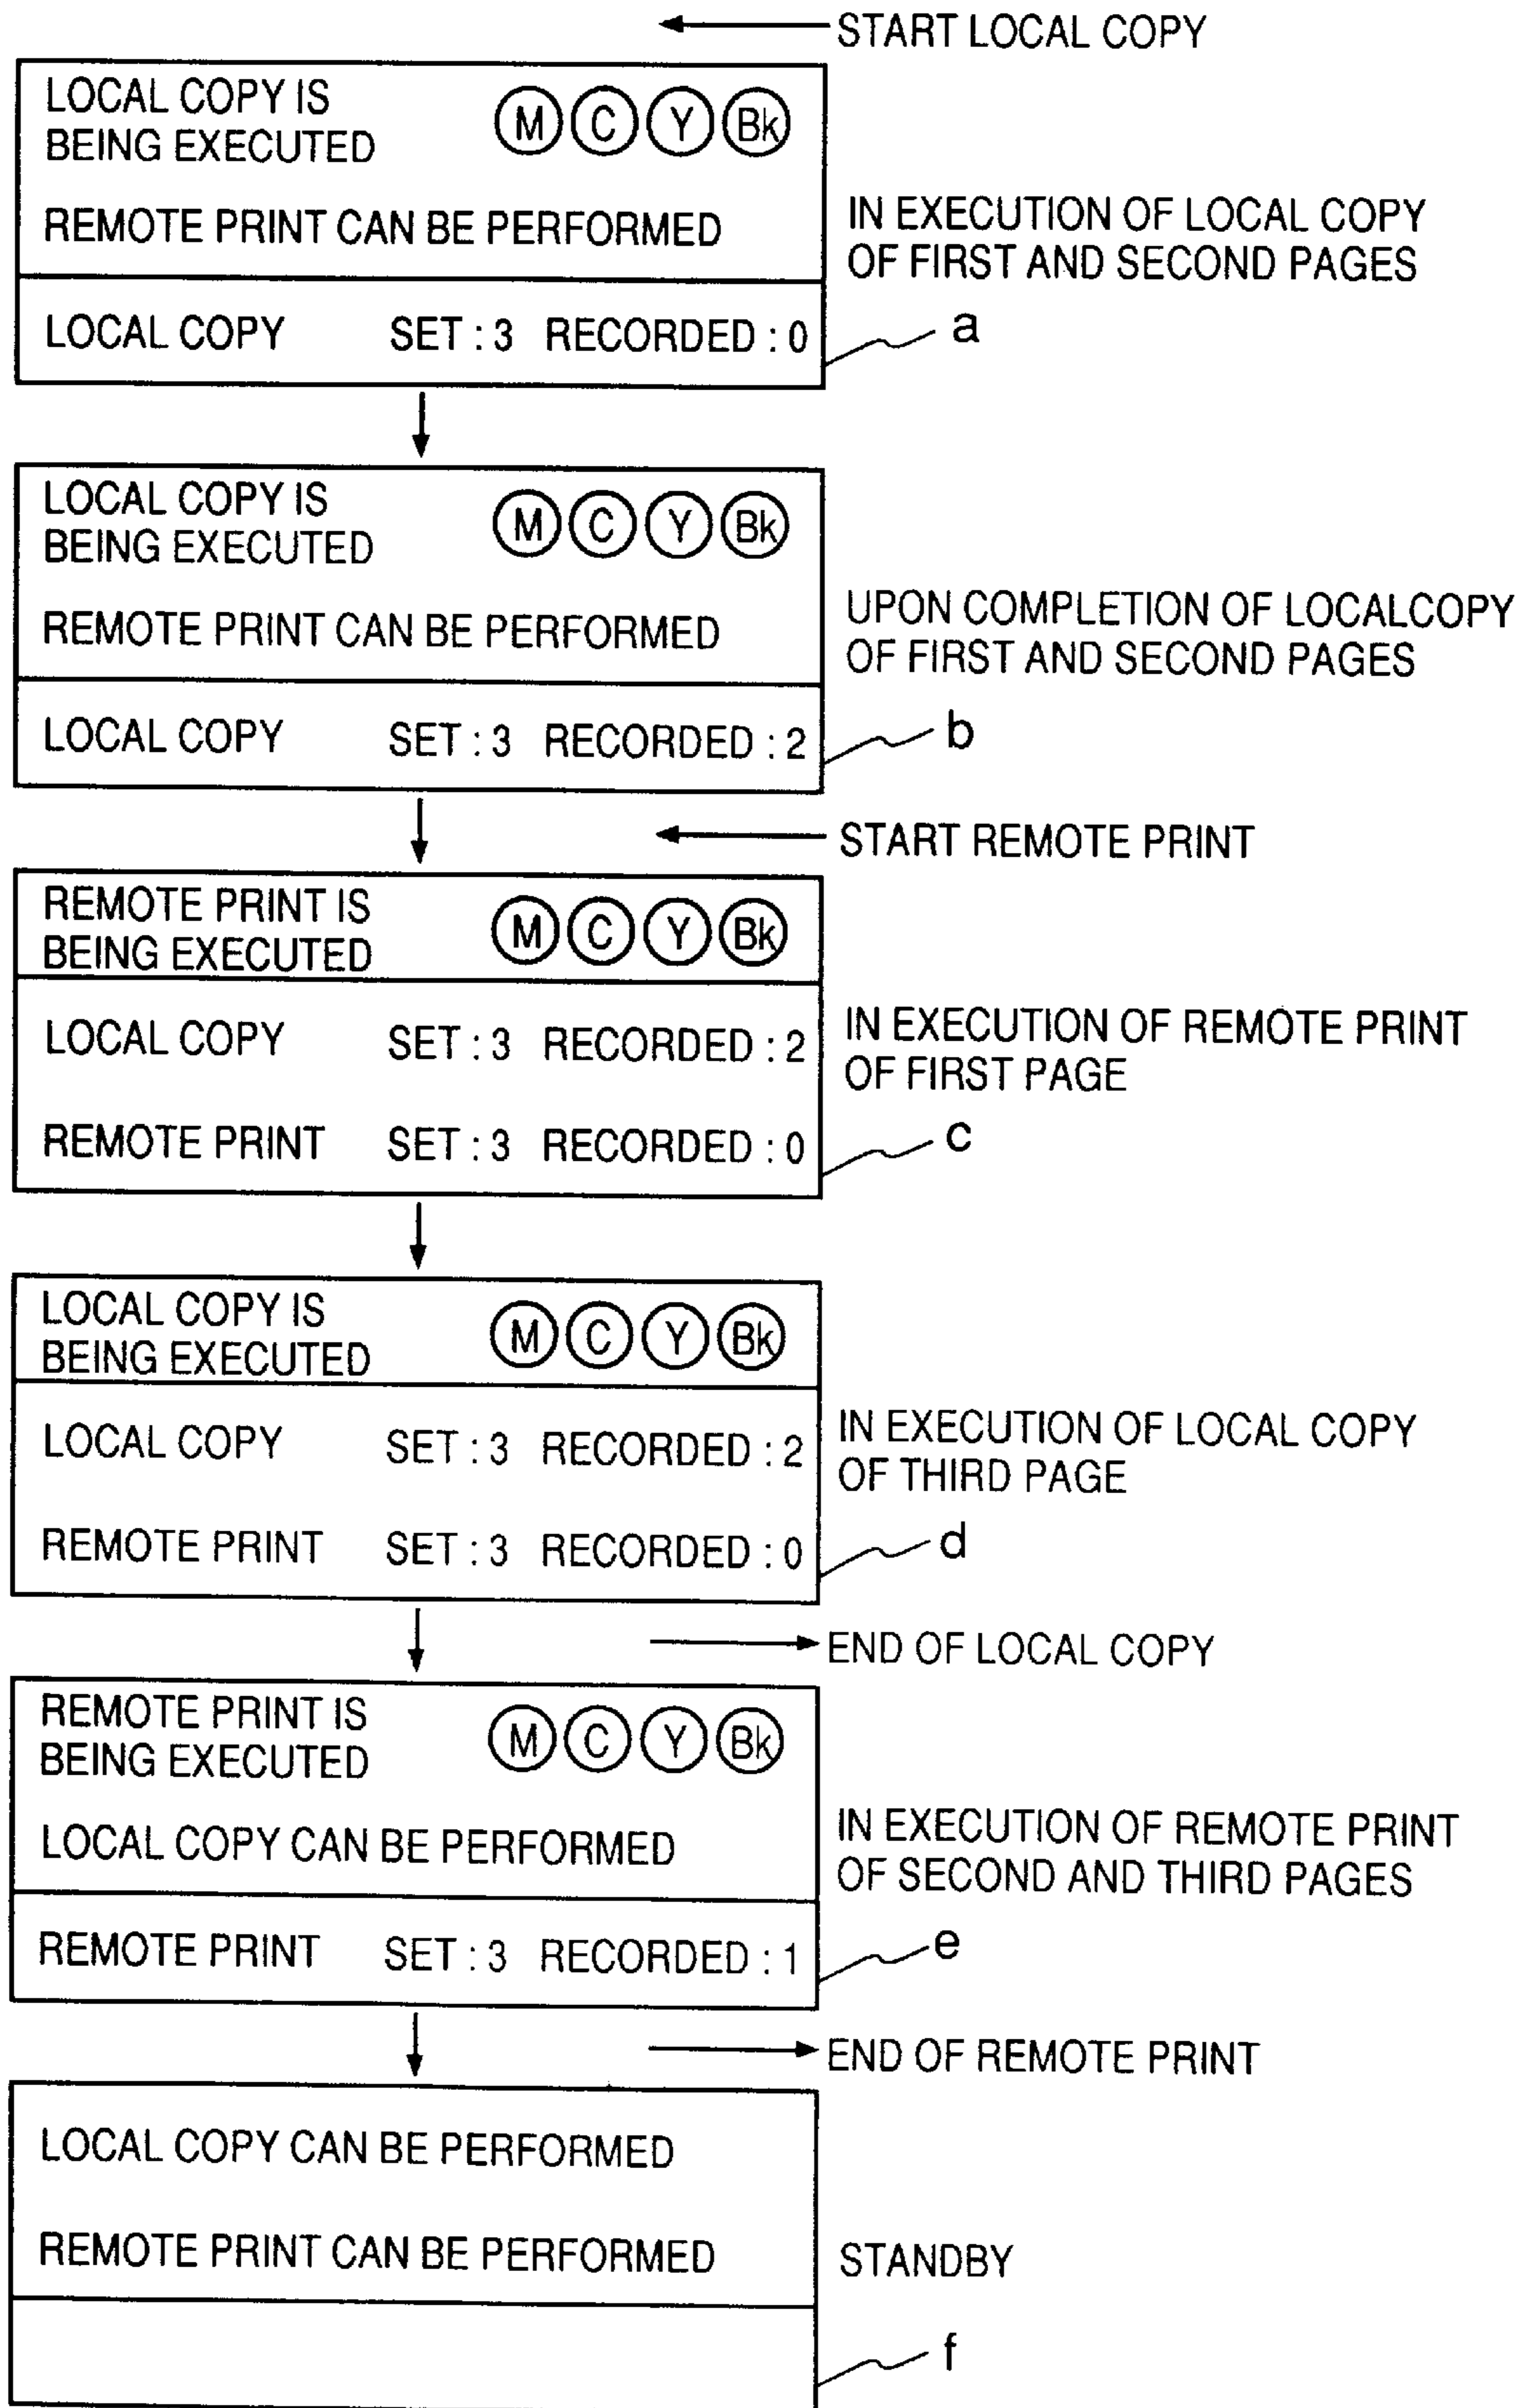 START LOCAL COPY
LOCAL COPY IS
BEING EXECUTED
M C Y Bk
REMOTE PRINT CAN BE PERFORMED
IN EXECUTION OF LOCAL COPY
OF FIRST AND SECOND PAGES
LOCAL COPY SET : 3 RECORDED : 0
a
LOCAL COPY IS
BEING EXECUTED
M C Y Bk
REMOTE PRINT CAN BE PERFORMED
UPON COMPLETION OF LOCALCOPY
OF FIRST AND SECOND PAGES
LOCAL COPY SET : 3 RECORDED : 2
b
START REMOTE PRINT
REMOTE PRINT IS
BEING EXECUTED
M C Y Bk
LOCAL COPY SET : 3 RECORDED : 2
IN EXECUTION OF REMOTE PRINT
OF FIRST PAGE
REMOTE PRINT SET : 3 RECORDED : 0
c
LOCAL COPY IS
BEING EXECUTED
M C Y Bk
LOCAL COPY SET : 3 RECORDED : 2
IN EXECUTION OF LOCAL COPY
OF THIRD PAGE
REMOTE PRINT SET : 3 RECORDED : 0
d
END OF LOCAL COPY
REMOTE PRINT IS
BEING EXECUTED
M C Y Bk
LOCAL COPY CAN BE PERFORMED
IN EXECUTION OF REMOTE PRINT
OF SECOND AND THIRD PAGES
REMOTE PRINT SET : 3 RECORDED : 1
e
END OF REMOTE PRINT
LOCAL COPY CAN BE PERFORMED
REMOTE PRINT CAN BE PERFORMED
STANDBY
f